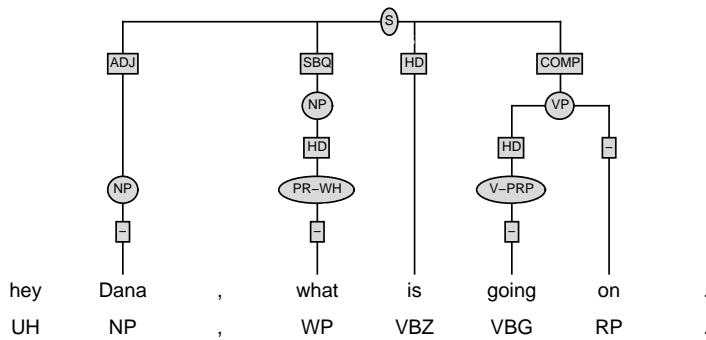 S
ADJ SBQ HD COMP
NP VP
HD HD –
NP PR–WH V–PRP
– – –
hey Dana , what is going on .
UH NP , WP VBZ VBG RP .